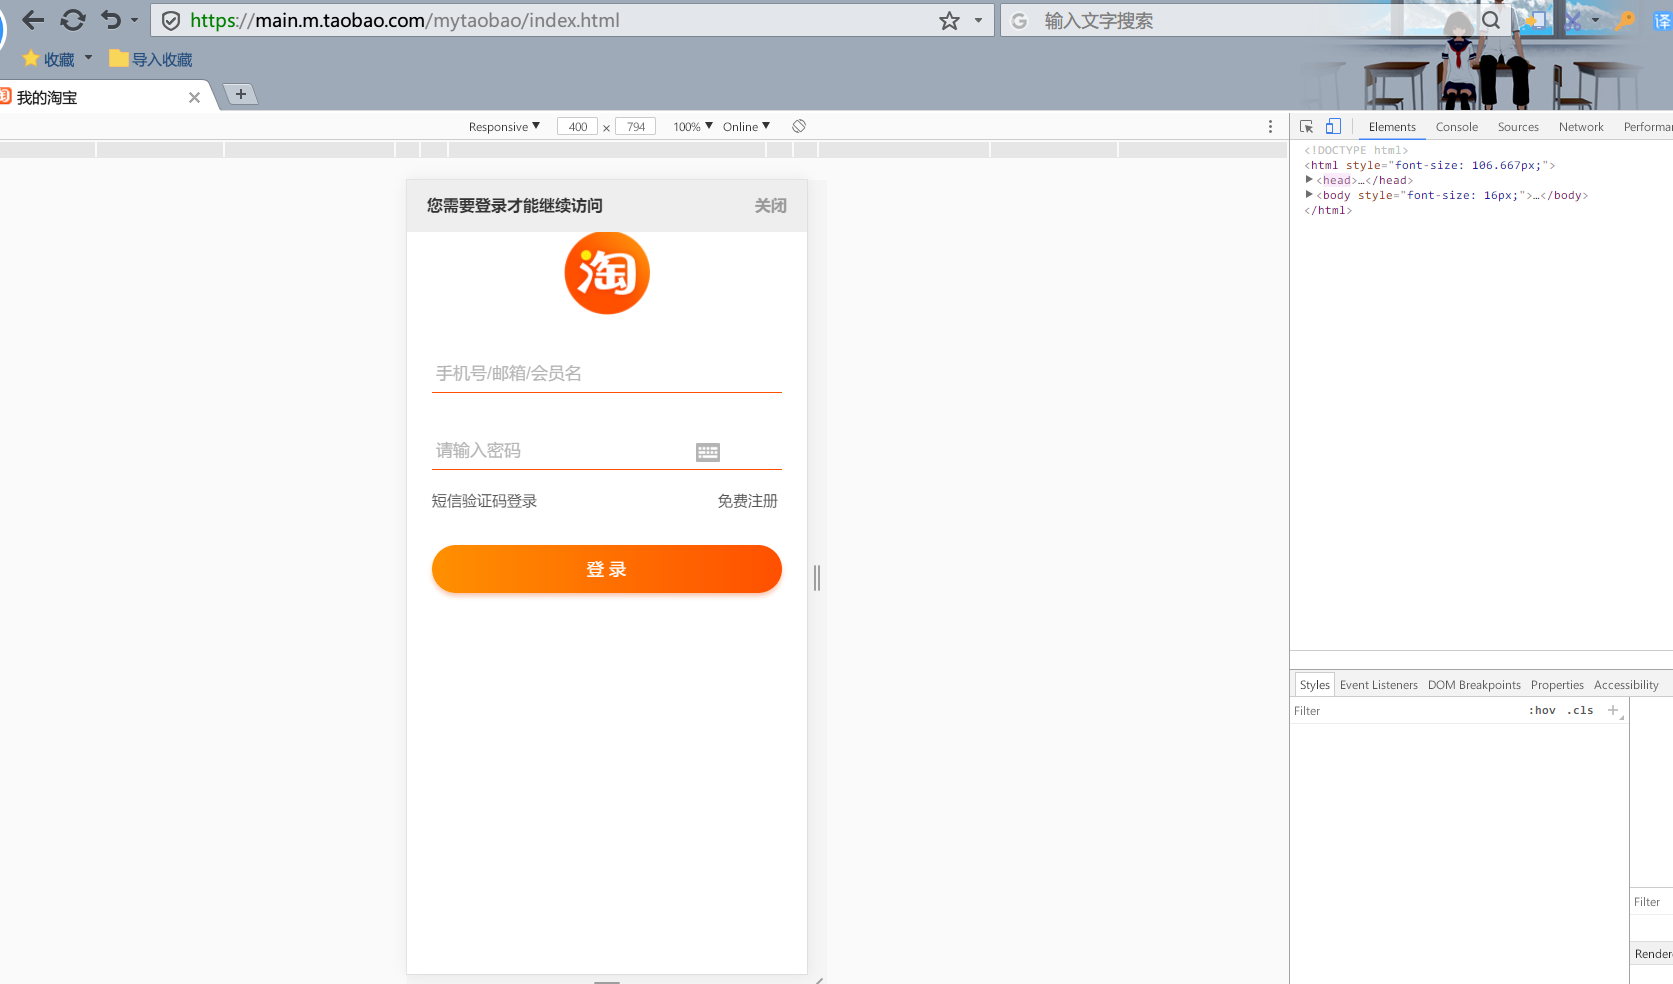 https://main.m.taobao.com/mytaobao/index.html
G 输入文字搜索
译
收藏
导入收藏
我的淘宝
Responsive ▼ 400 × 794 100% ▼ Online ▼
您需要登录才能继续访问
关闭
淘
手机号/邮箱/会员名
请输入密码
短信验证码登录
免费注册
登 录
Elements Console Sources Network Performan
<!DOCTYPE html>
<html style="font-size: 106.667px;">
▶<head>…</head>
▶<body style="font-size: 16px;">…</body>
</html>
Styles Event Listeners DOM Breakpoints Properties Accessibility
Filter :hov .cls +
Filter
Render